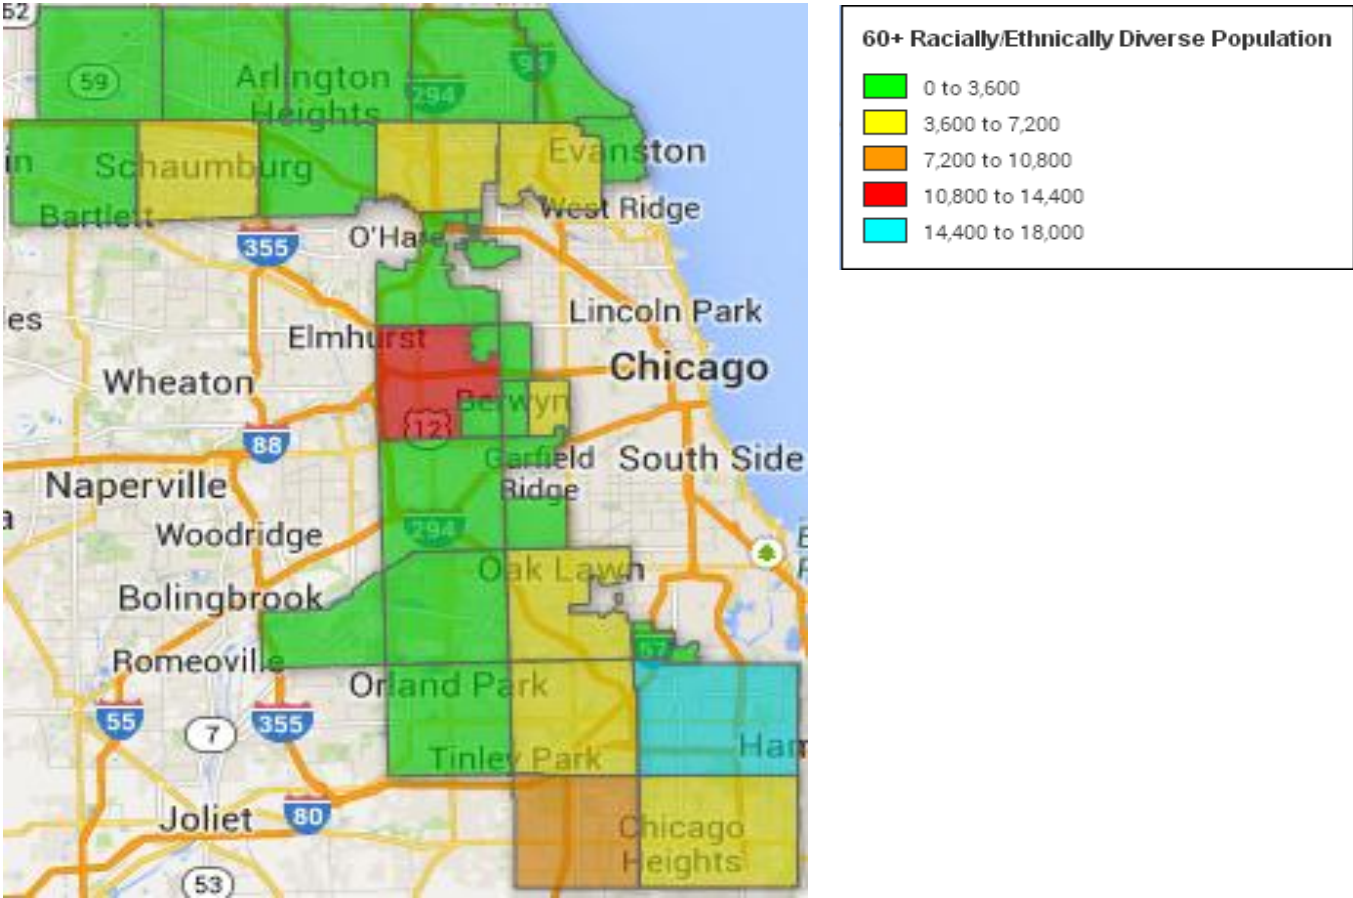 52
59
Arlington
Heights
294
94
in
Schaumburg
Evanston
Bartlett
West Ridge
355
O'Hare
es
Elmhurst
Lincoln Park
Wheaton
Chicago
Berwyn
12
88
Garfield
Ridge
South Side
Naperville
a
Woodridge
294
Oak Lawn
Bolingbrook
57
Romeoville
Orland Park
55
7
355
Tinley Park
Ham
Joliet
80
Chicago
Heights
53
60+ Racially/Ethnically Diverse Population
0 to 3,600
3,600 to 7,200
7,200 to 10,800
10,800 to 14,400
14,400 to 18,000